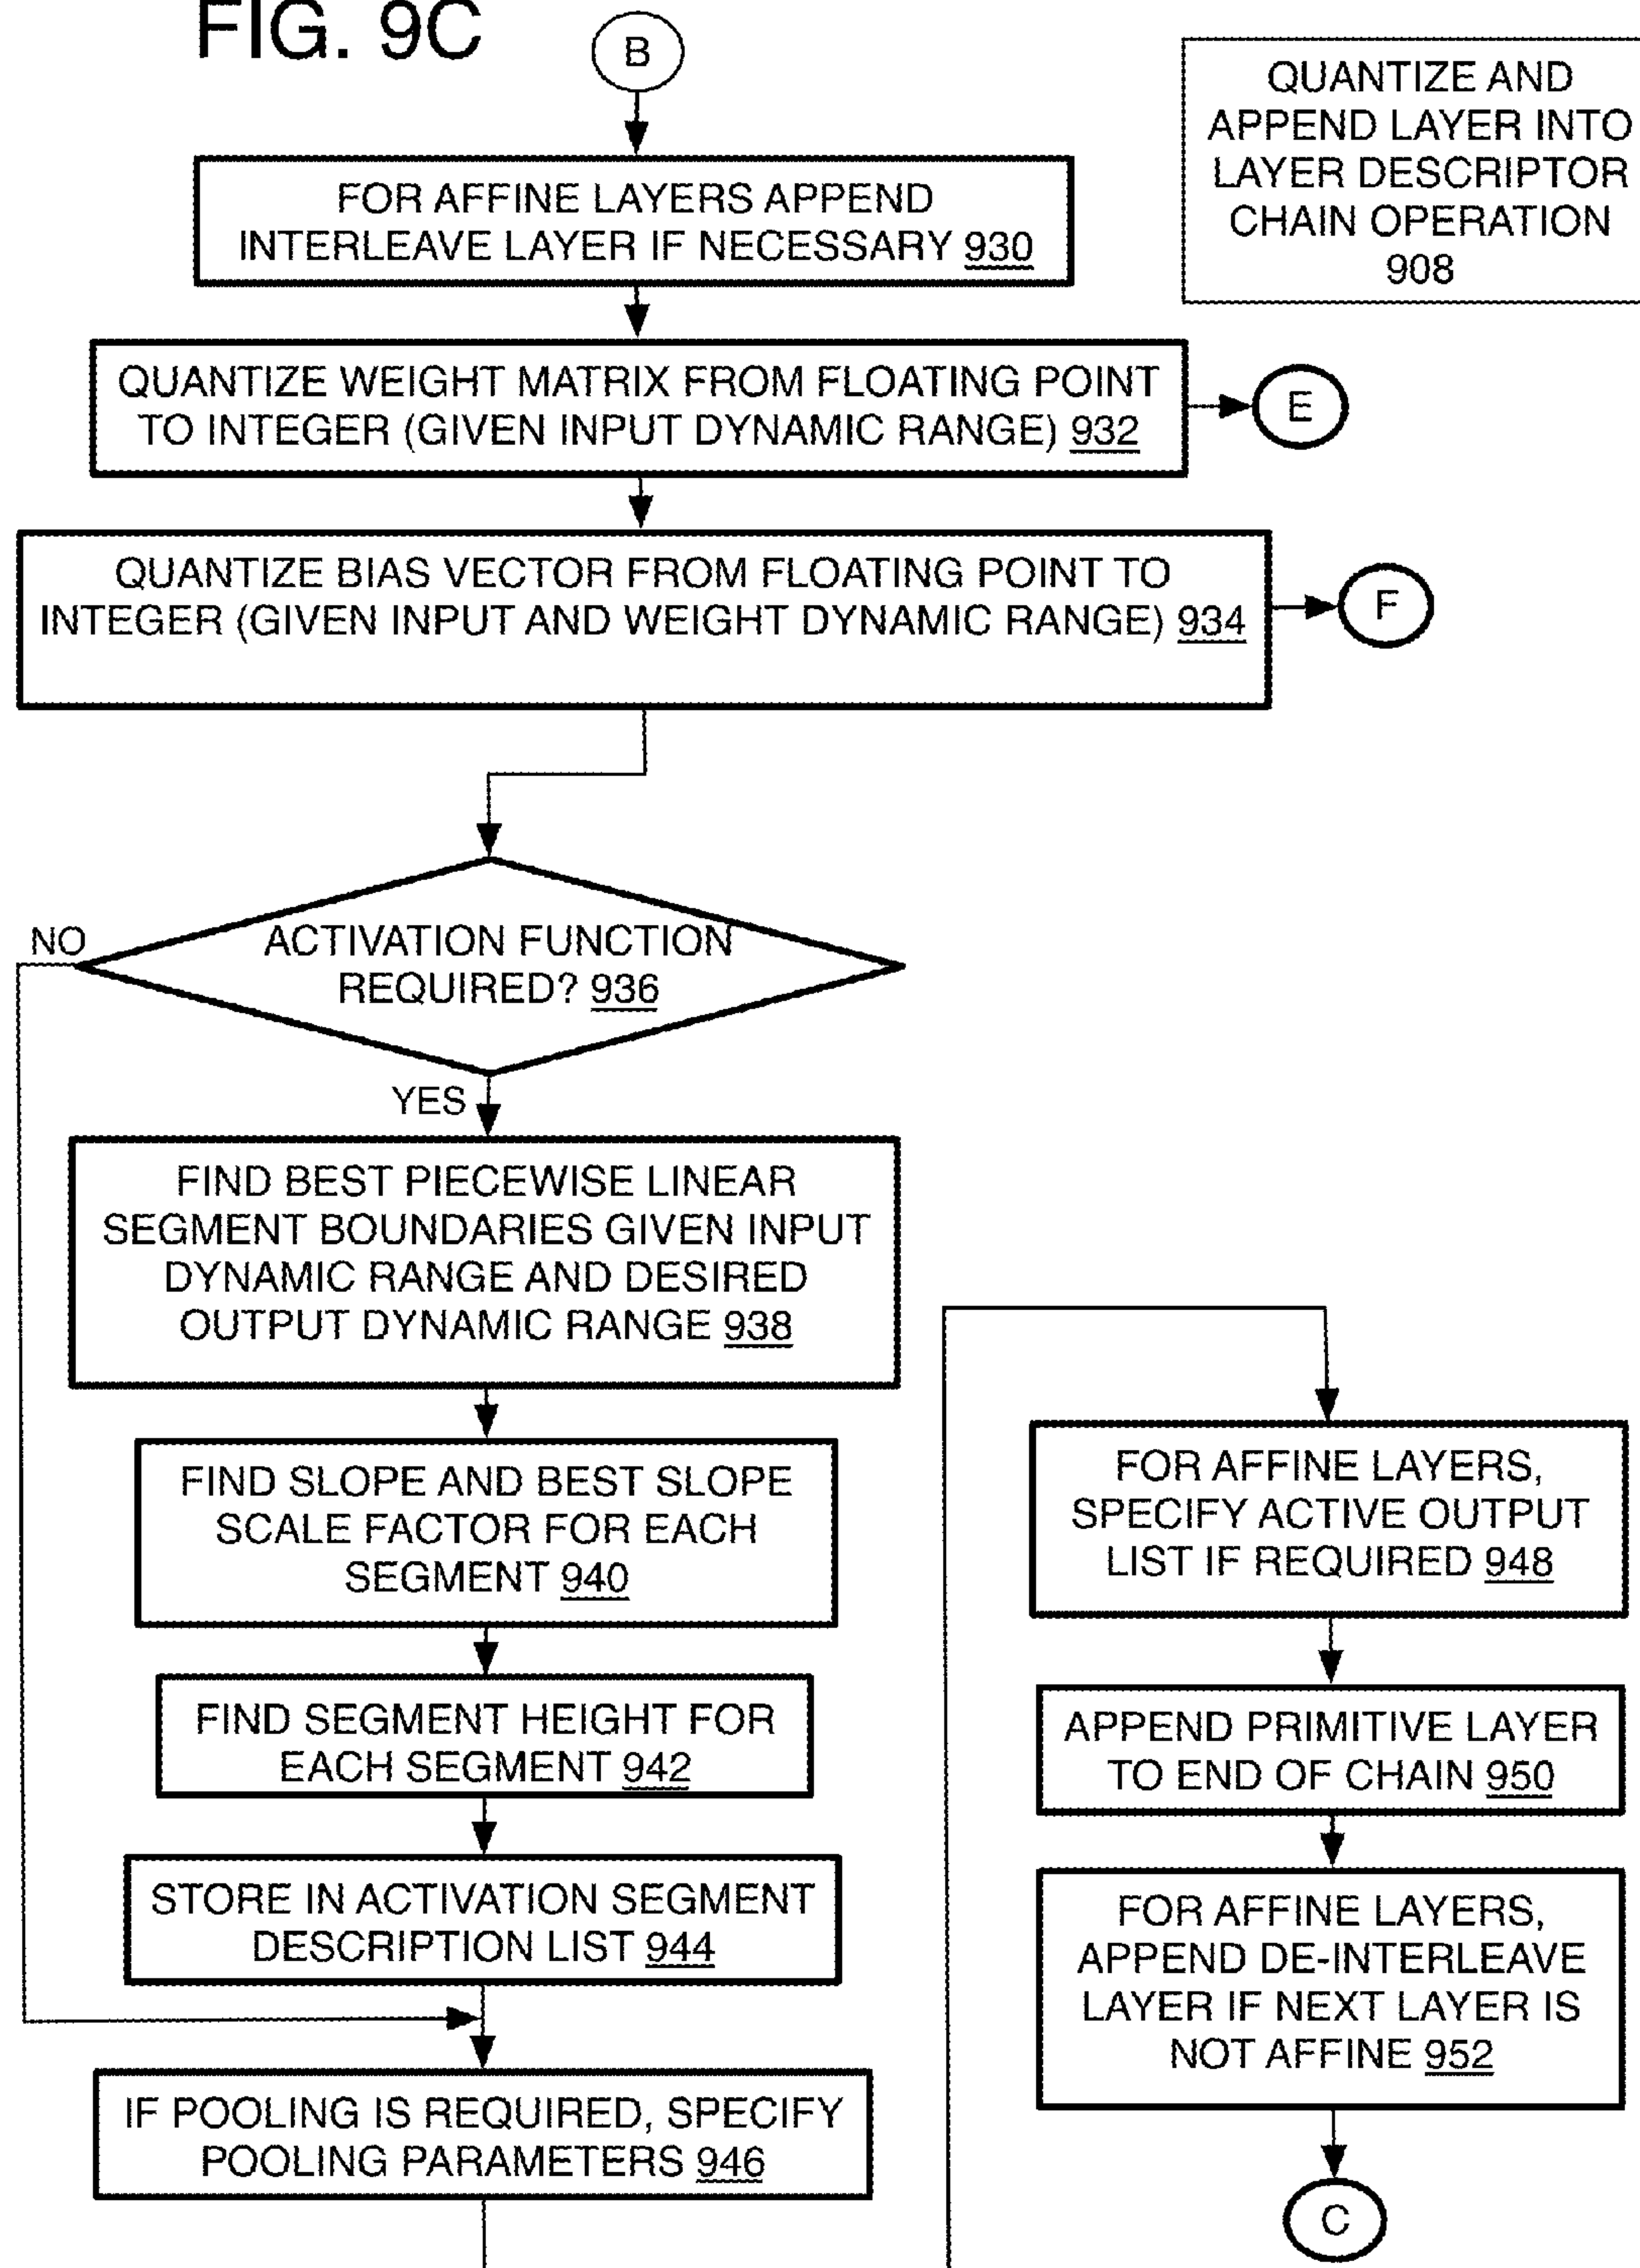 FIG. 9C
B
QUANTIZE AND
APPEND LAYER INTO
LAYER DESCRIPTOR
CHAIN OPERATION
908
FOR AFFINE LAYERS APPEND
INTERLEAVE LAYER IF NECESSARY 930
QUANTIZE WEIGHT MATRIX FROM FLOATING POINT
TO INTEGER (GIVEN INPUT DYNAMIC RANGE) 932
E
QUANTIZE BIAS VECTOR FROM FLOATING POINT TO
INTEGER (GIVEN INPUT AND WEIGHT DYNAMIC RANGE) 934
F
NO
ACTIVATION FUNCTION
REQUIRED? 936
YES
FIND BEST PIECEWISE LINEAR
SEGMENT BOUNDARIES GIVEN INPUT
DYNAMIC RANGE AND DESIRED
OUTPUT DYNAMIC RANGE 938
FIND SLOPE AND BEST SLOPE
SCALE FACTOR FOR EACH
SEGMENT 940
FIND SEGMENT HEIGHT FOR
EACH SEGMENT 942
STORE IN ACTIVATION SEGMENT
DESCRIPTION LIST 944
IF POOLING IS REQUIRED, SPECIFY
POOLING PARAMETERS 946
FOR AFFINE LAYERS,
SPECIFY ACTIVE OUTPUT
LIST IF REQUIRED 948
APPEND PRIMITIVE LAYER
TO END OF CHAIN 950
FOR AFFINE LAYERS,
APPEND DE-INTERLEAVE
LAYER IF NEXT LAYER IS
NOT AFFINE 952
C